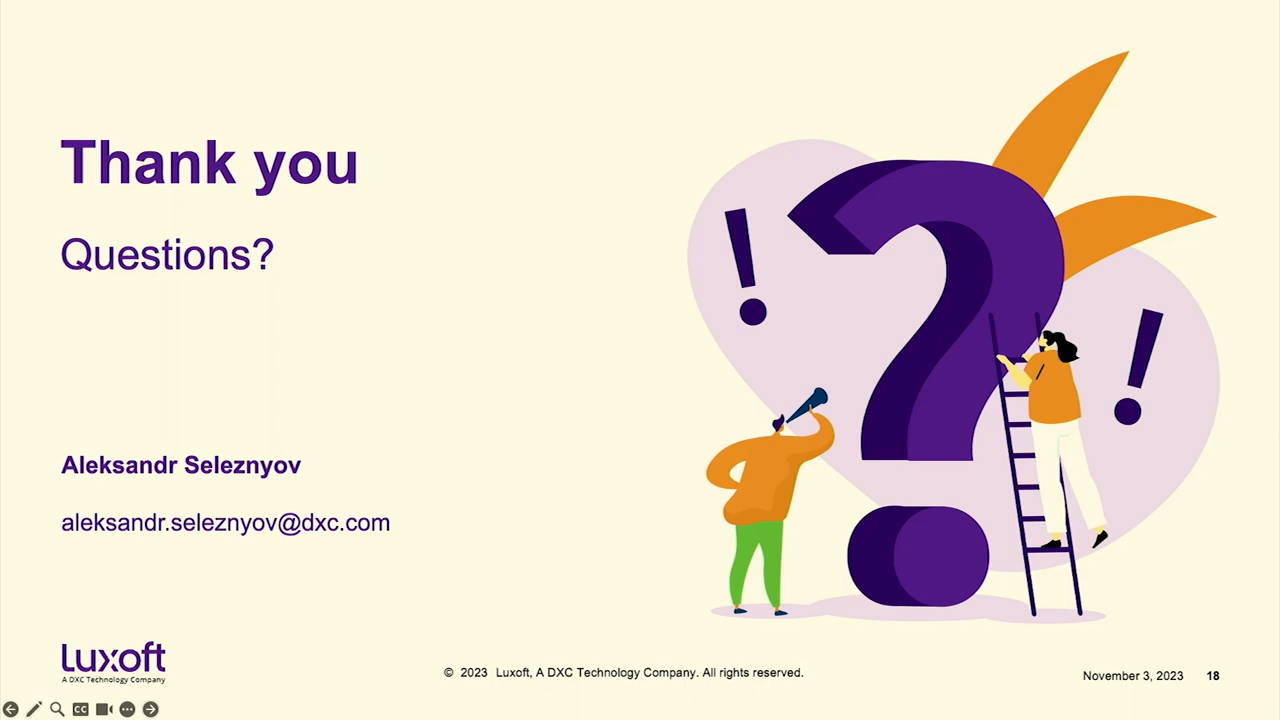 Thank you
Questions?
Aleksandr Seleznyov
aleksandr.seleznyov@dxc.com
Luxoft
A DXC Technology Company
© 2023 Luxoft, A DXC Technology Company. All rights reserved.
November 3, 2023 18
CC